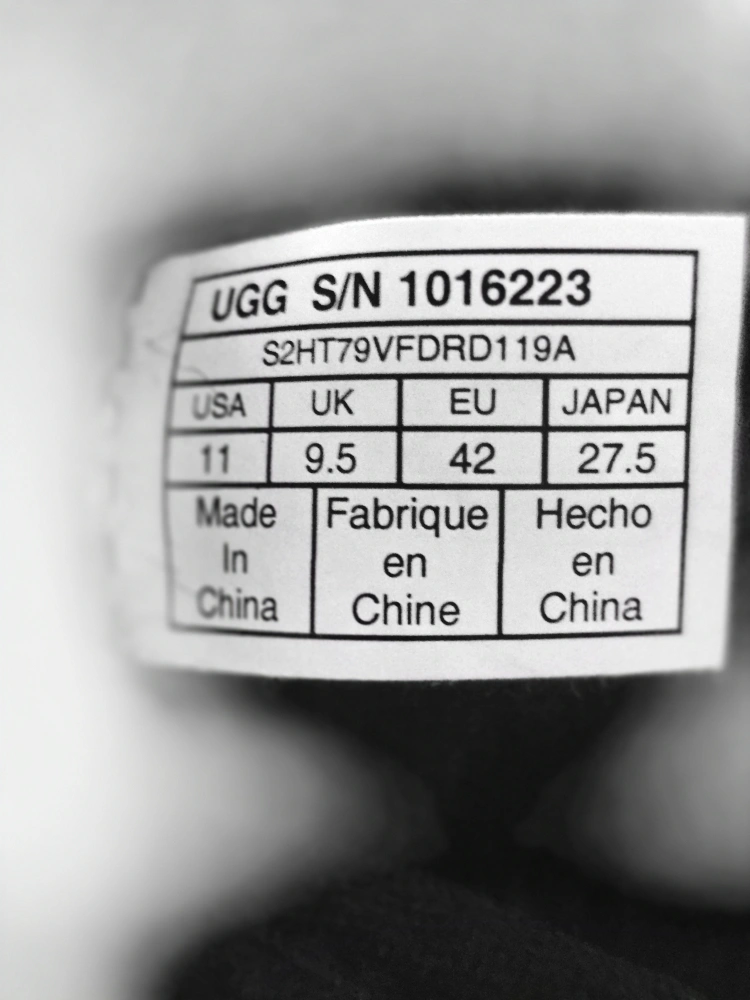 UGG S/N 1016223
S2HT79VFDRD119A
USA UK EU JAPAN
11 9.5 42 27.5
Made Fabrique Hecho
In en en
China Chine China